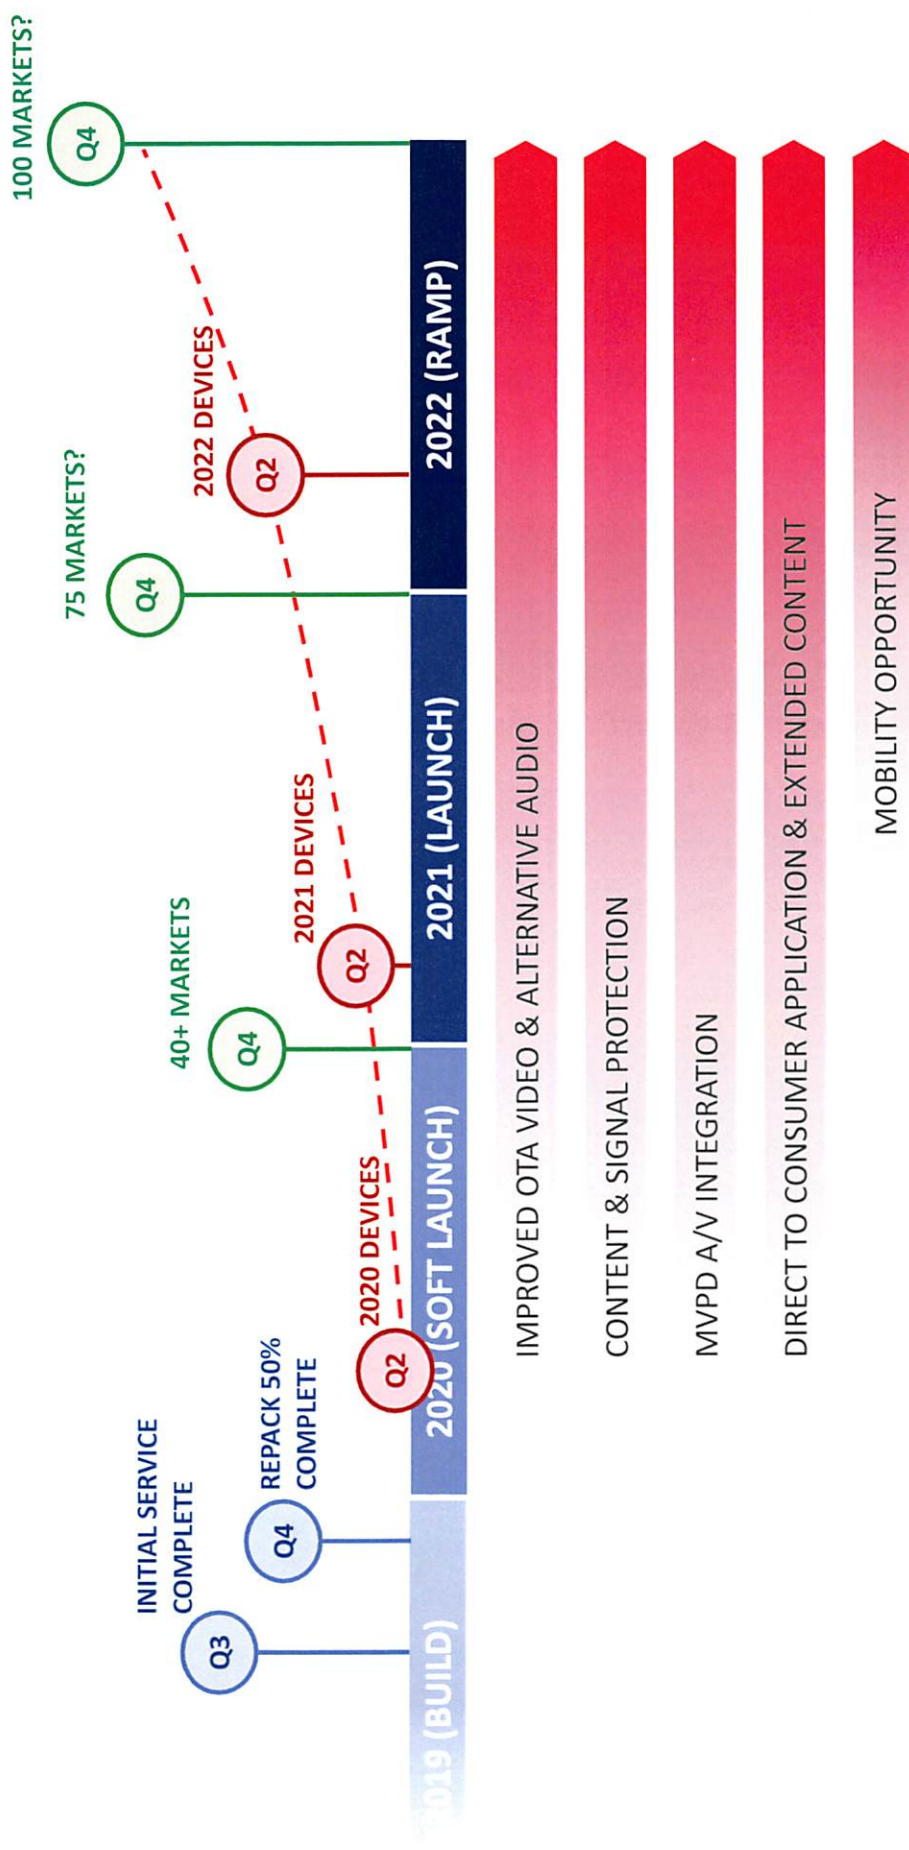 INITIAL SERVICE
COMPLETE
Q3
REPACK 50%
COMPLETE
Q4
2020 DEVICES
Q2
40+ MARKETS
Q4
2021 DEVICES
Q2
75 MARKETS?
Q4
2022 DEVICES
Q2
100 MARKETS?
Q4
019 (BUILD)
2020 (SOFT LAUNCH)
2021 (LAUNCH)
2022 (RAMP)
IMPROVED OTA VIDEO & ALTERNATIVE AUDIO
CONTENT & SIGNAL PROTECTION
MVPD A/V INTEGRATION
DIRECT TO CONSUMER APPLICATION & EXTENDED CONTENT
MOBILITY OPPORTUNITY